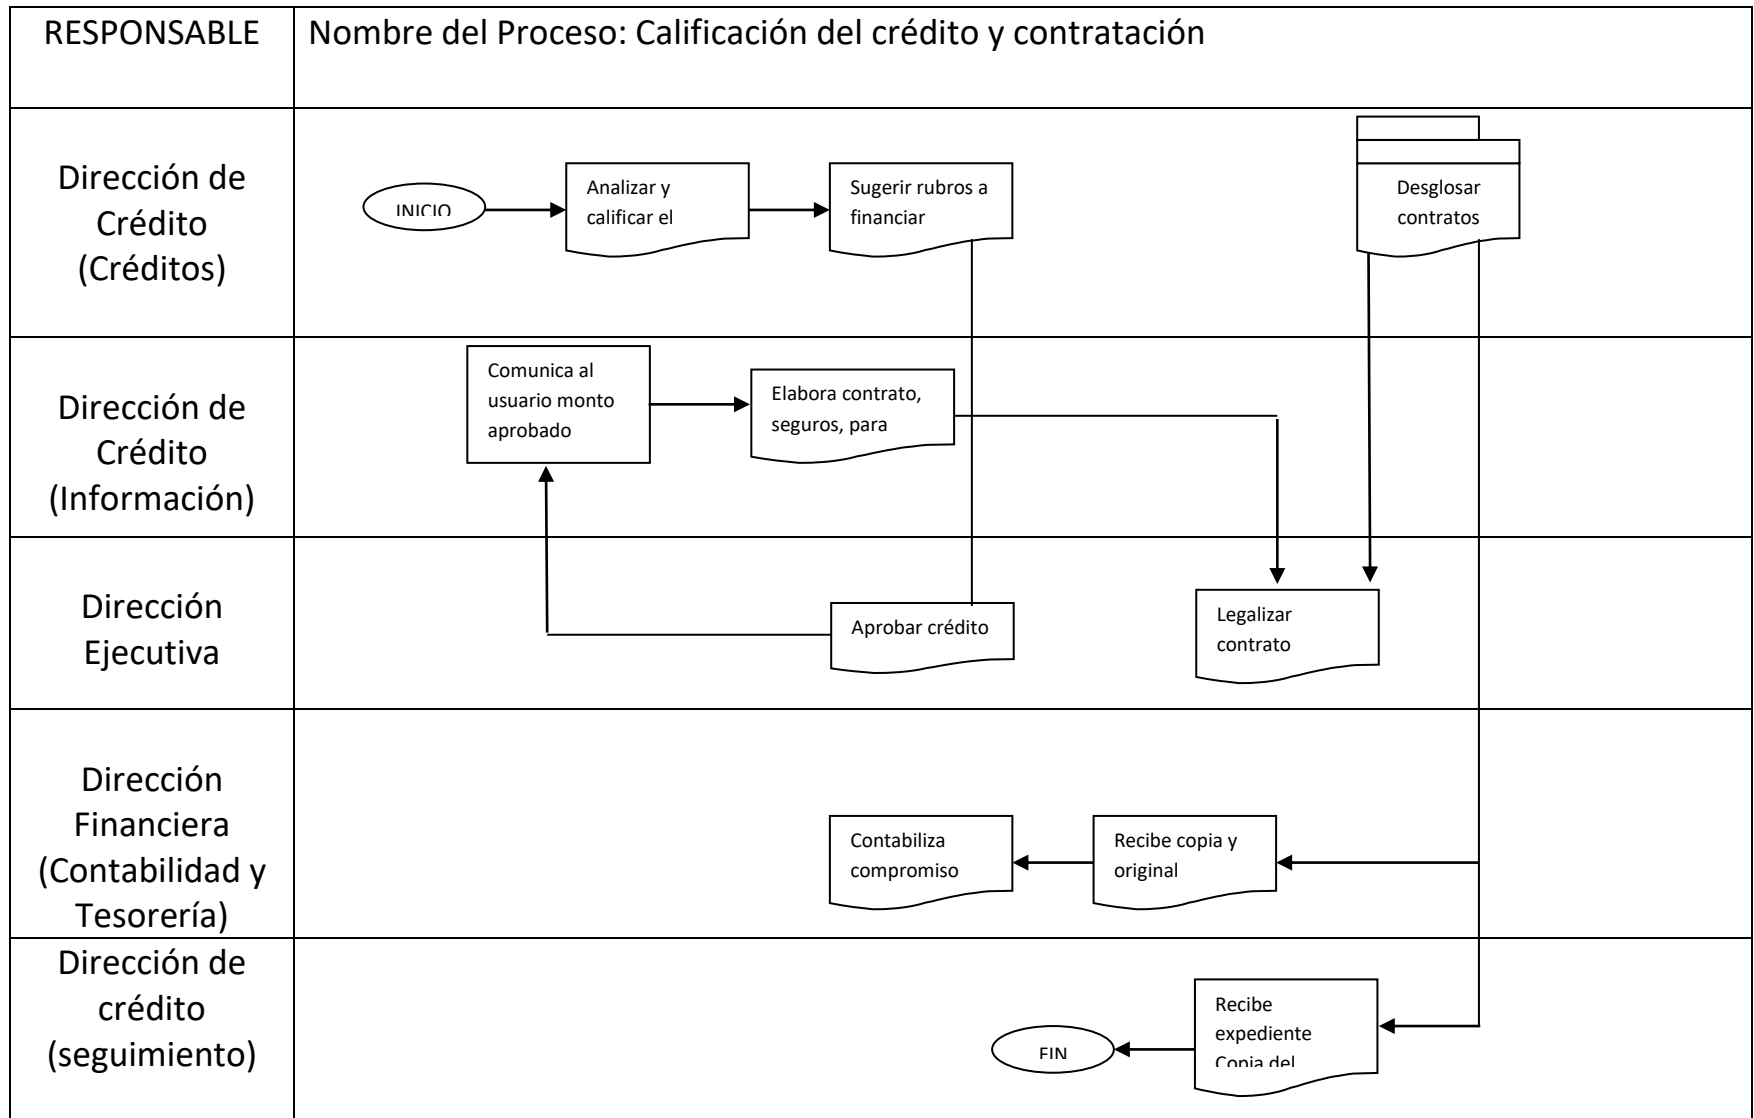 RESPONSABLE
Nombre del Proceso: Calificación del crédito y contratación
Dirección de
Crédito
(Créditos)
INICIO
Analizar y
calificar el
Sugerir rubros a
financiar
Desglosar
contratos
Dirección de
Crédito
(Información)
Comunica al
usuario monto
aprobado
Elabora contrato,
seguros, para
Dirección
Ejecutiva
Aprobar crédito
Legalizar
contrato
Dirección
Financiera
(Contabilidad y
Tesorería)
Contabiliza
compromiso
Recibe copia y
original
Dirección de
crédito
(seguimiento)
FIN
Recibe
expediente
Copia del